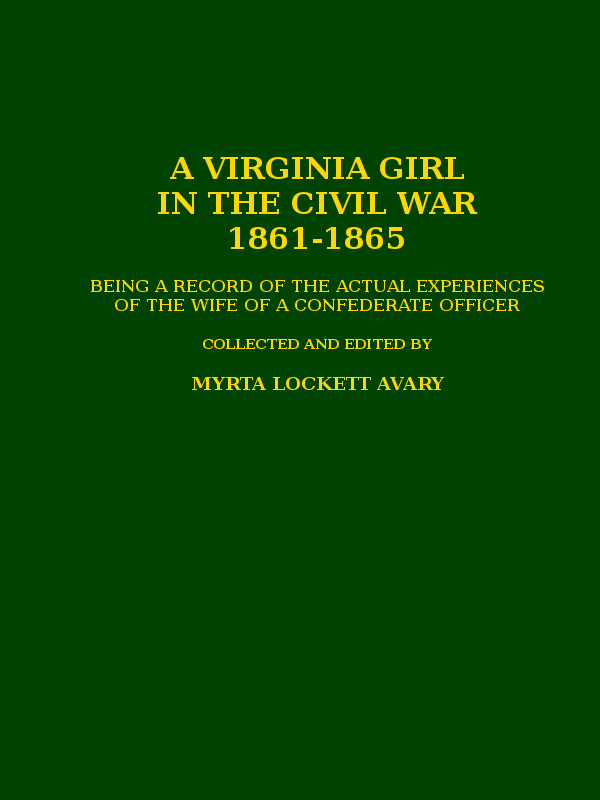 A VIRGINIA GIRL
IN THE CIVIL WAR
1861-1865
BEING A RECORD OF THE ACTUAL EXPERIENCES
OF THE WIFE OF A CONFEDERATE OFFICER
COLLECTED AND EDITED BY
MYRTA LOCKETT AVARY